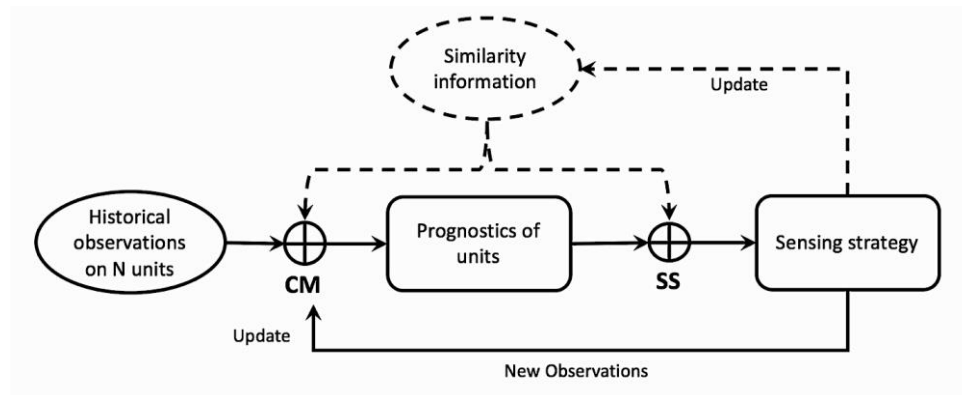 Similarity
information
Update
Historical
observations
on N units
CM
Prognostics of
units
SS
Sensing strategy
Update
New Observations